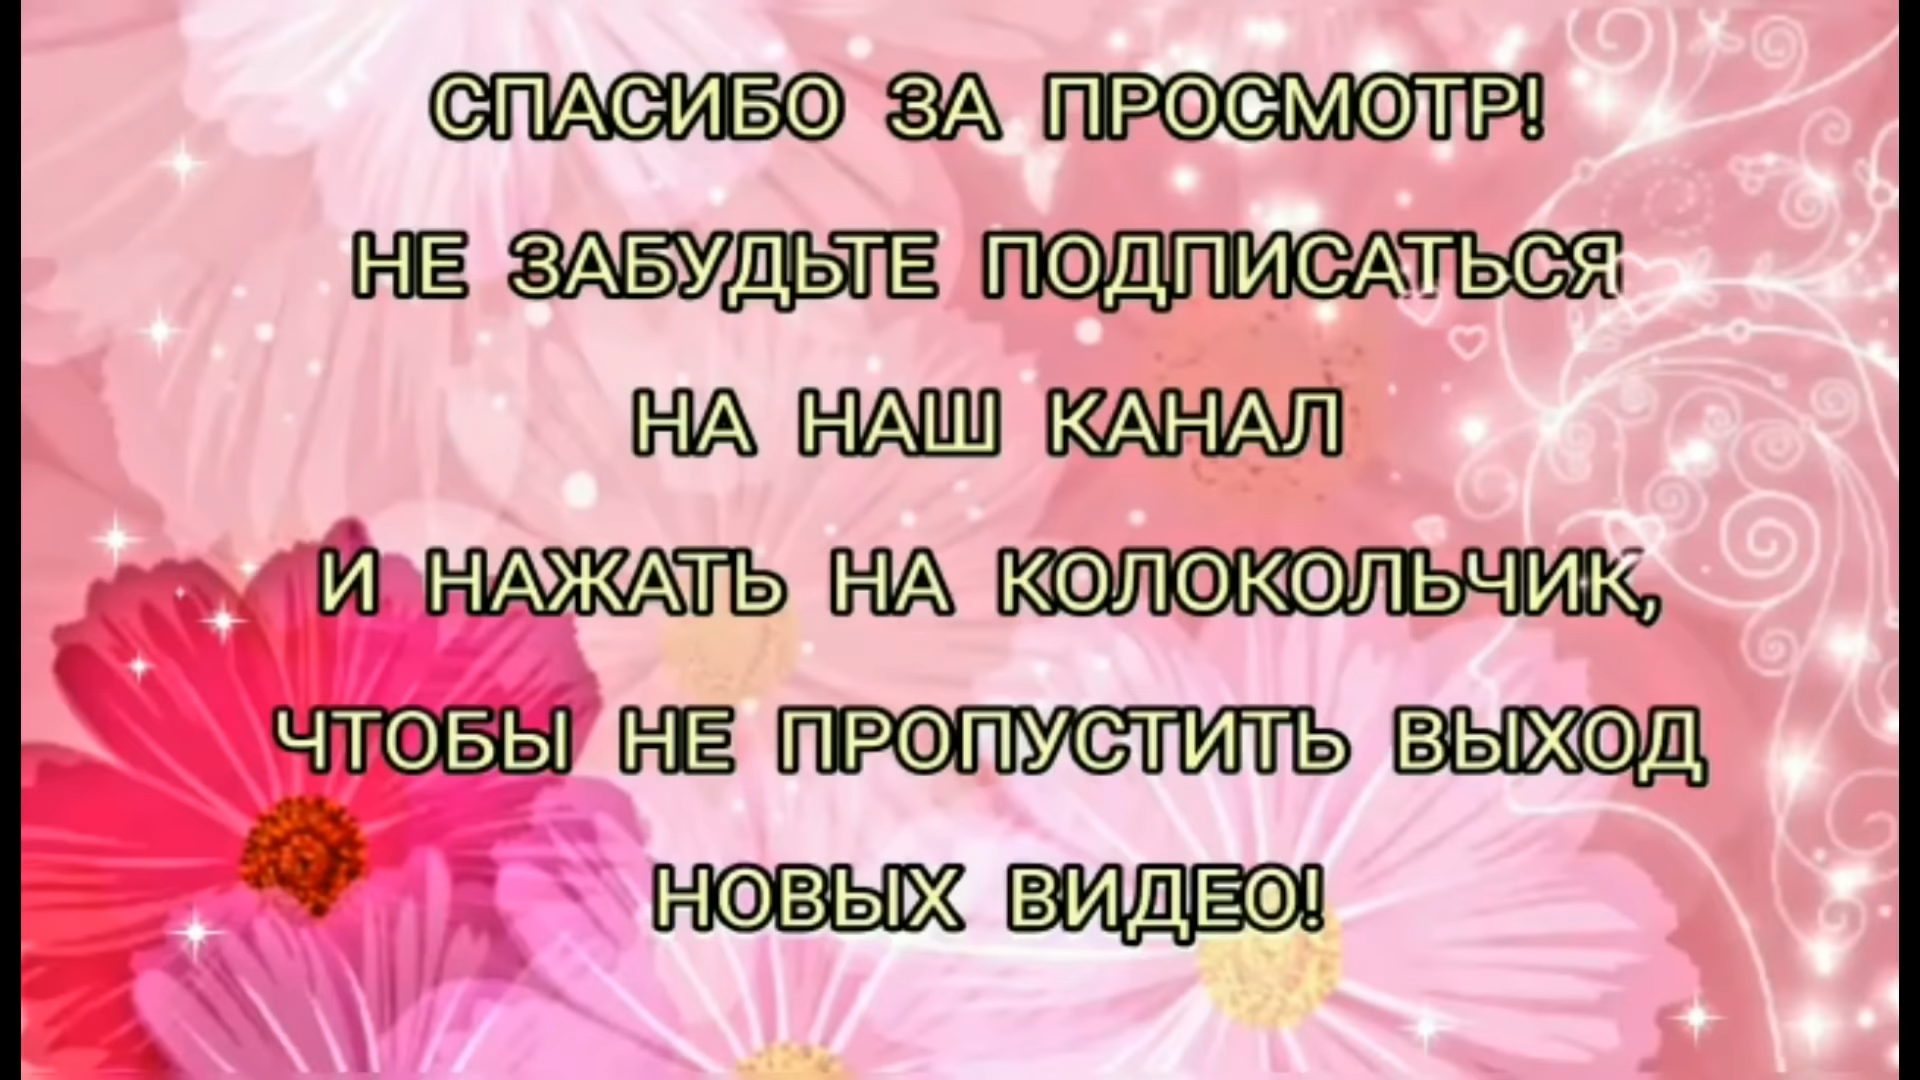 СПАСИБО ЗА ПРОСМОТР!
НЕ ЗАБУДЬТЕ ПОДПИСАТЬСЯ
НА НАШ КАНАЛ
И НАЖАТЬ НА КОЛОКОЛЬЧИК,
ЧТОБЫ НЕ ПРОПУСТИТЬ ВЫХОД
НОВЫХ ВИДЕО!